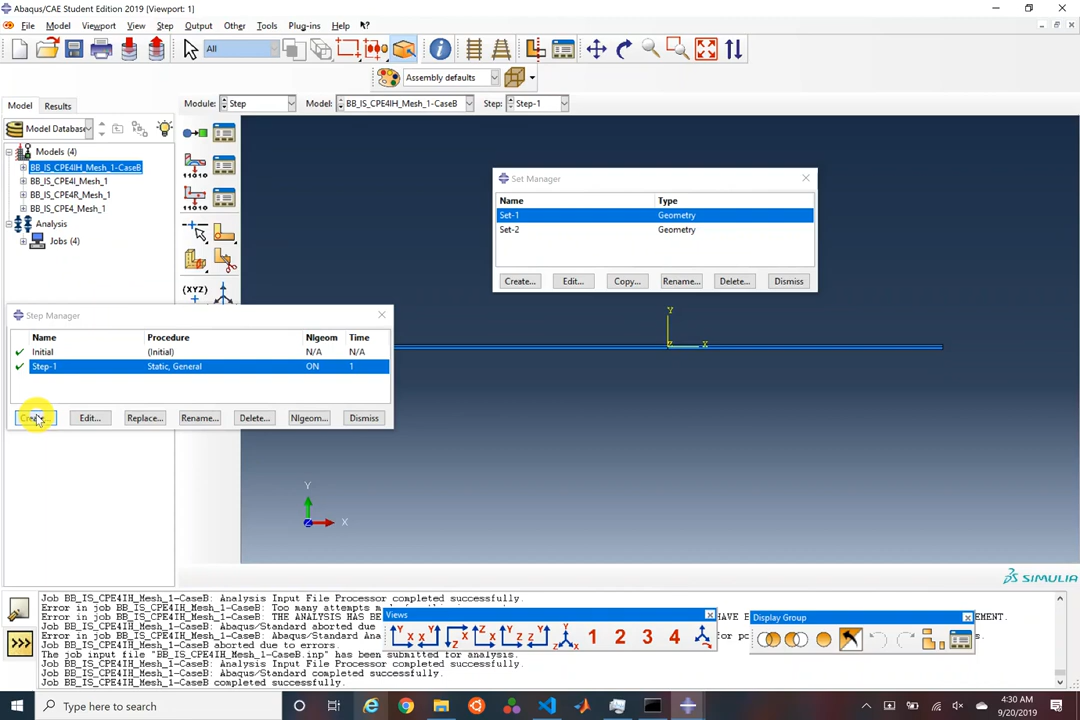 Abaqus/CAE Student Edition 2019 [Viewport: 1]
File Model Viewport View Step Output Other Tools Plug-ins Help
All
Assembly defaults
Model Results
Module: Step Model: BB_IS_CPE4IH_Mesh_1-CaseB Step: Step-1
Model Database
Models (4)
BB_IS_CPE4IH_Mesh_1-CaseB
BB_IS_CPE4I_Mesh_1
BB_IS_CPE4R_Mesh_1
BB_IS_CPE4_Mesh_1
Analysis
Jobs (4)
(XYZ)
Set Manager
Name Type
Set-1 Geometry
Set-2 Geometry
Create... Edit... Copy... Rename... Delete... Dismiss
Step Manager
Name Procedure Nlgeom Time
Initial (Initial) N/A N/A
Step-1 Static, General ON 1
Create... Edit... Replace... Rename... Delete... Nlgeom... Dismiss
Y
X
Z
Y
X
Z
SIMULIA
Job BB_IS_CPE4IH_Mesh_1-CaseB: Analysis Input File Processor completed successfully.
Error in job BB_IS_CPE4IH_Mesh_1-CaseB: Too many attempts
Error in job BB_IS_CPE4IH_Mesh_1-CaseB: THE ANALYSIS HAS BE
Job BB_IS_CPE4IH_Mesh_1-CaseB: Abaqus/Standard aborted due
Error in job BB_IS_CPE4IH_Mesh_1-CaseB: Abaqus/Standard Ana
Job BB_IS_CPE4IH_Mesh_1-CaseB aborted due to errors.
The job input file "BB_IS_CPE4IH_Mesh_1-CaseB.inp" has been submitted for analysis.
Job BB_IS_CPE4IH_Mesh_1-CaseB: Analysis Input File Processor completed successfully.
Job BB_IS_CPE4IH_Mesh_1-CaseB: Abaqus/Standard completed successfully.
Job BB_IS_CPE4IH_Mesh_1-CaseB completed successfully.
Views
1 2 3 4
Display Group
Type here to search
4:30 AM
9/20/2019